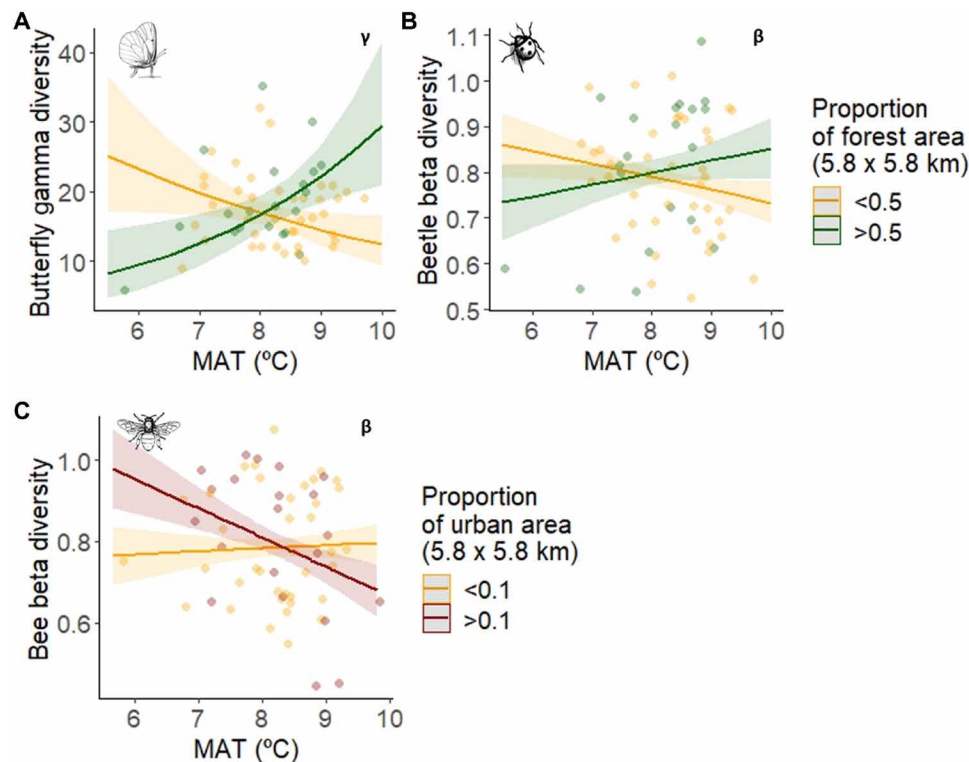 A
γ
Butterfly gamma diversity
40
30
20
10
6
7
8
9
10
MAT (ºC)
B
β
Beetle beta diversity
1.1
1.0
0.9
0.8
0.7
0.6
0.5
6
7
8
9
10
MAT (ºC)
Proportion
of forest area
(5.8 x 5.8 km)
<0.5
>0.5
C
β
Bee beta diversity
1.0
0.8
0.6
6
7
8
9
10
MAT (ºC)
Proportion
of urban area
(5.8 x 5.8 km)
<0.1
>0.1